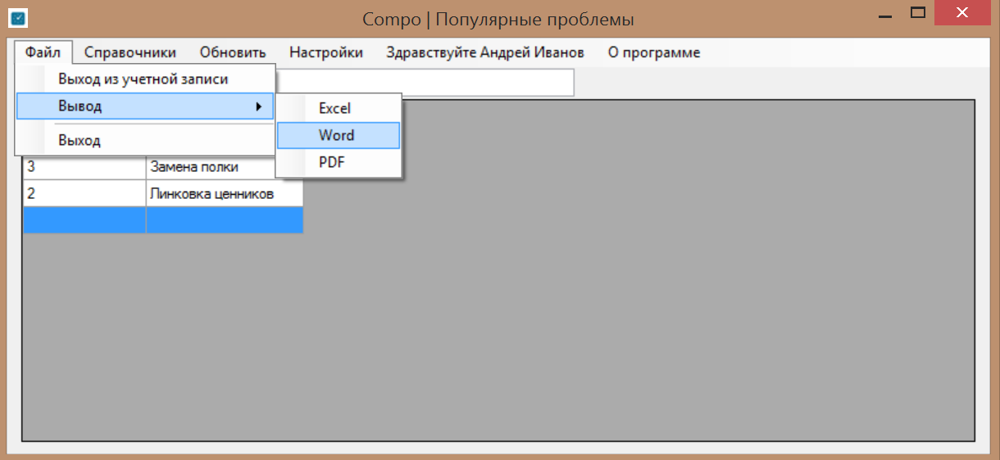 Compo | Популярные проблемы
Файл Справочники Обновить Настройки Здравствуйте Андрей Иванов О программе
Выход из учетной записи
Вывод
Выход
Excel
Word
PDF
3 Замена полки
2 Линковка ценников